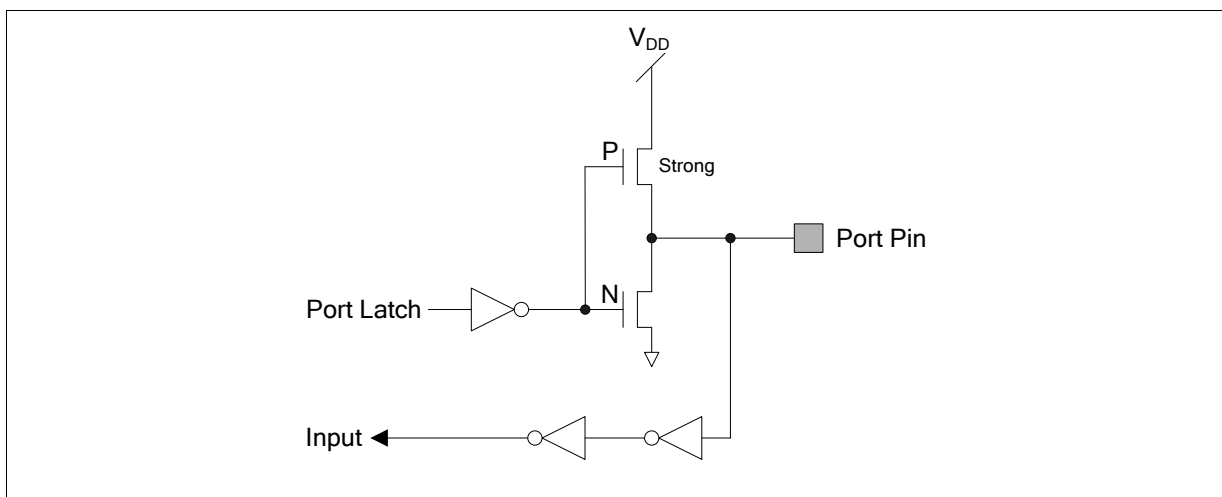 VDD
P
Strong
Port Pin
N
Port Latch
Input